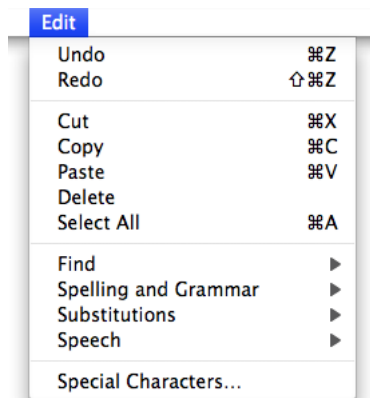 Edit
Undo ⌘Z
Redo ⇧⌘Z
Cut ⌘X
Copy ⌘C
Paste ⌘V
Delete
Select All ⌘A
Find ▶
Spelling and Grammar ▶
Substitutions ▶
Speech ▶
Special Characters...